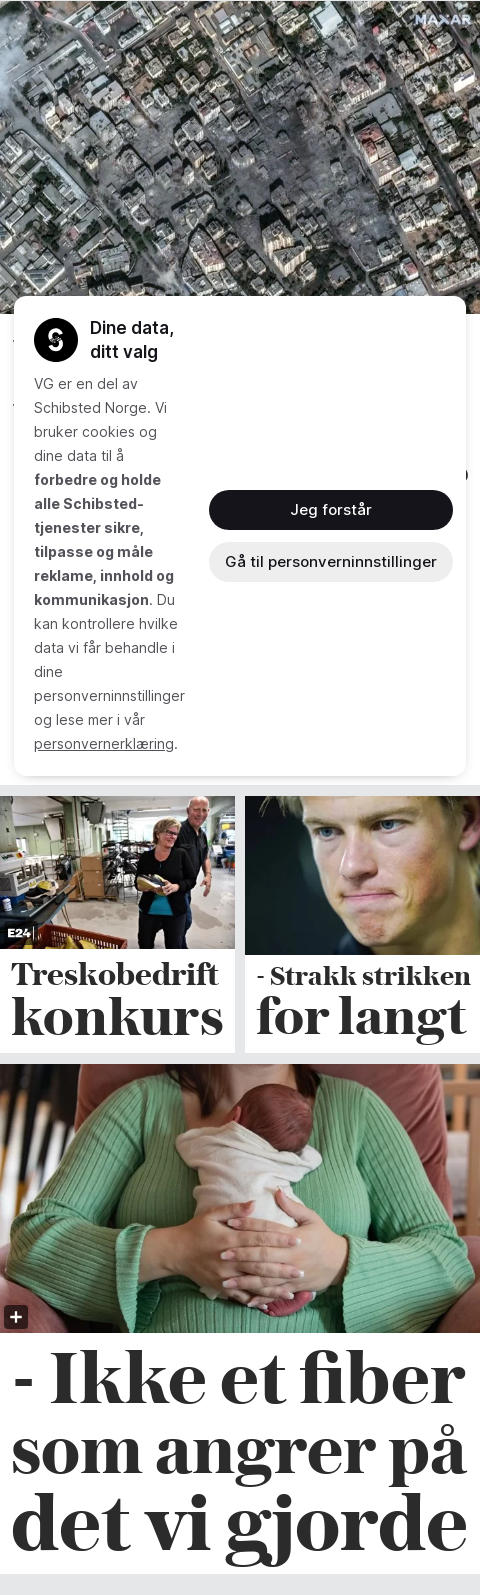 MAXAR
Dine data,
ditt valg
VG er en del av
Schibsted Norge. Vi
bruker cookies og
dine data til å
forbedre og holde
alle Schibsted-
tjenester sikre,
tilpasse og måle
reklame, innhold og
kommunikasjon. Du
kan kontrollere hvilke
data vi får behandle i
dine
personverninnstillinger
og lese mer i vår
personvernerklæring.
Jeg forstår
Gå til personverninnstillinger
E24
Treskobedrift
konkurs
- Strakk strikken
for langt
- Ikke et fiber
som angrer på
det vi gjorde